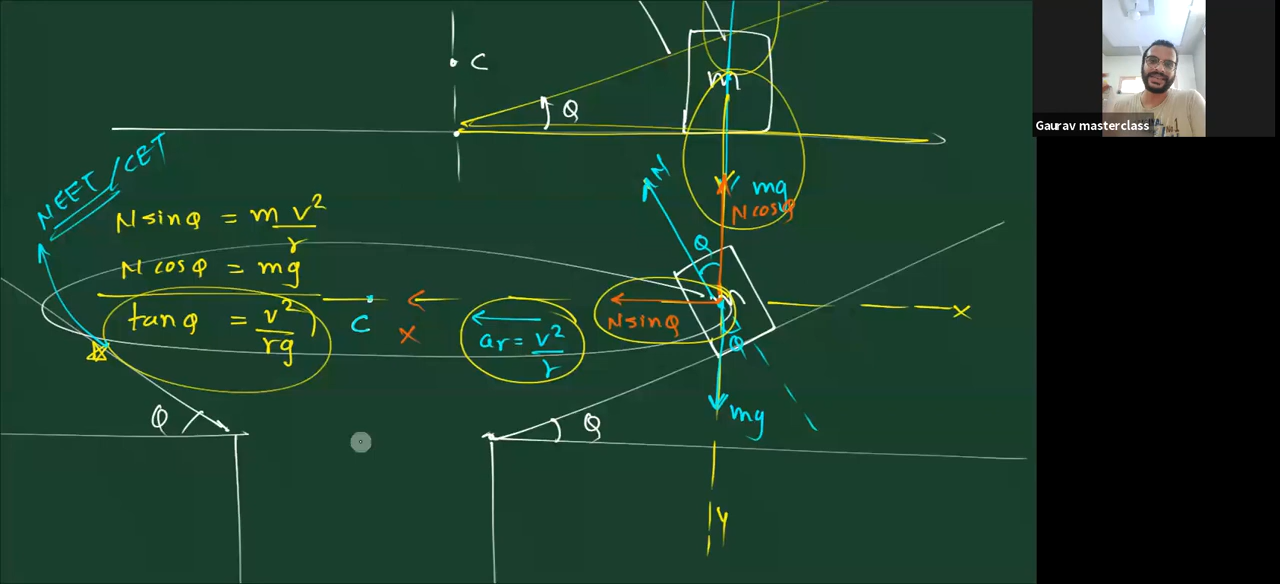 C
m
Q
Gaurav masterclass
NEET/CET
N
mg
N cos Q
N sin Q = m v²/r
Q
N cos Q = mg
tan Q = v²/rg
C
X
ar = v²/r
N sin Q
X
Q
mg
Q
Q
y